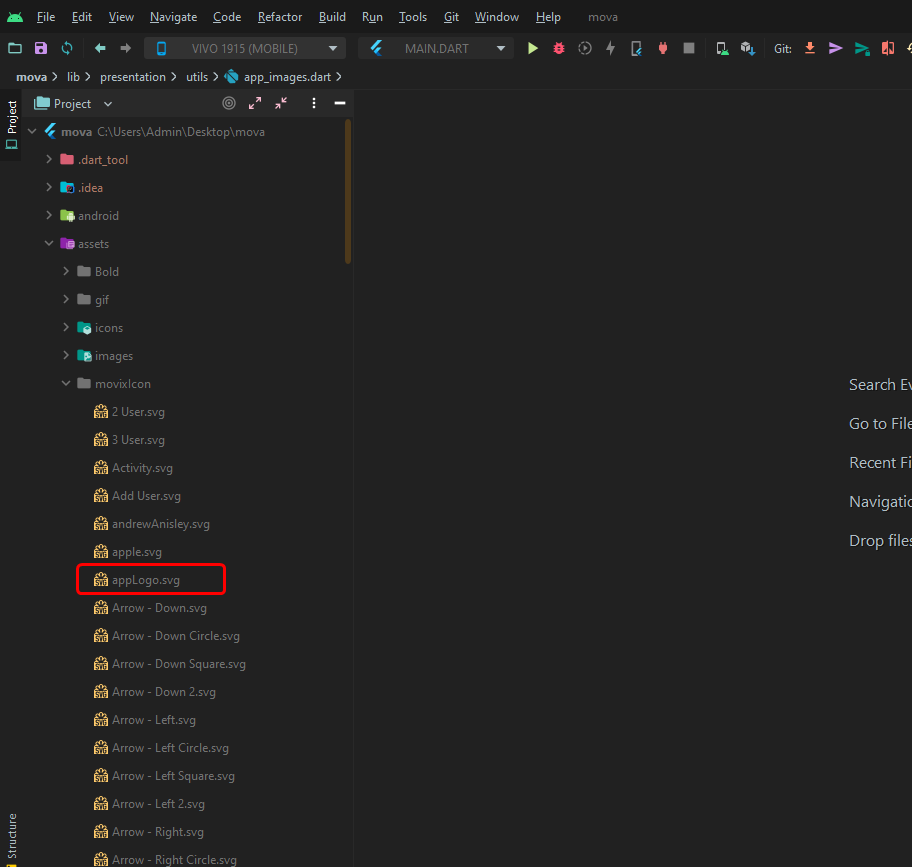 File Edit View Navigate Code Refactor Build Run Tools Git Window Help mova
VIVO 1915 (MOBILE) MAIN.DART Git:
mova lib presentation utils app_images.dart
Project
Project
mova C:\Users\Admin\Desktop\mova
.dart_tool
.idea
android
assets
Bold
gif
icons
images
movixIcon
2 User.svg
3 User.svg
Activity.svg
Add User.svg
andrewAnisley.svg
apple.svg
appLogo.svg
Arrow - Down.svg
Arrow - Down Circle.svg
Arrow - Down Square.svg
Arrow - Down 2.svg
Arrow - Left.svg
Arrow - Left Circle.svg
Arrow - Left Square.svg
Arrow - Left 2.svg
Arrow - Right.svg
Arrow - Right Circle.svg
Structure
Search Ev
Go to File
Recent Fi
Navigatio
Drop files